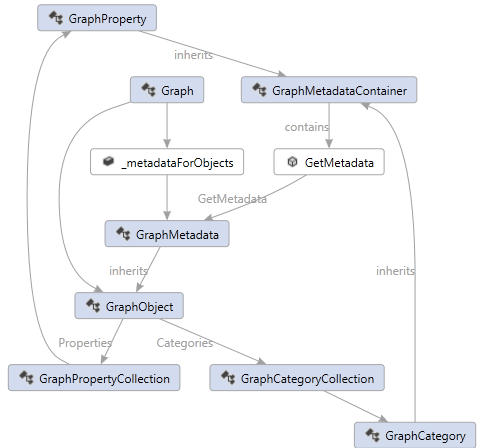 GraphProperty
inherits
Graph
GraphMetadataContainer
contains
_metadataForObjects
GetMetadata
GetMetadata
GraphMetadata
inherits
inherits
GraphObject
Properties
Categories
GraphPropertyCollection
GraphCategoryCollection
GraphCategory